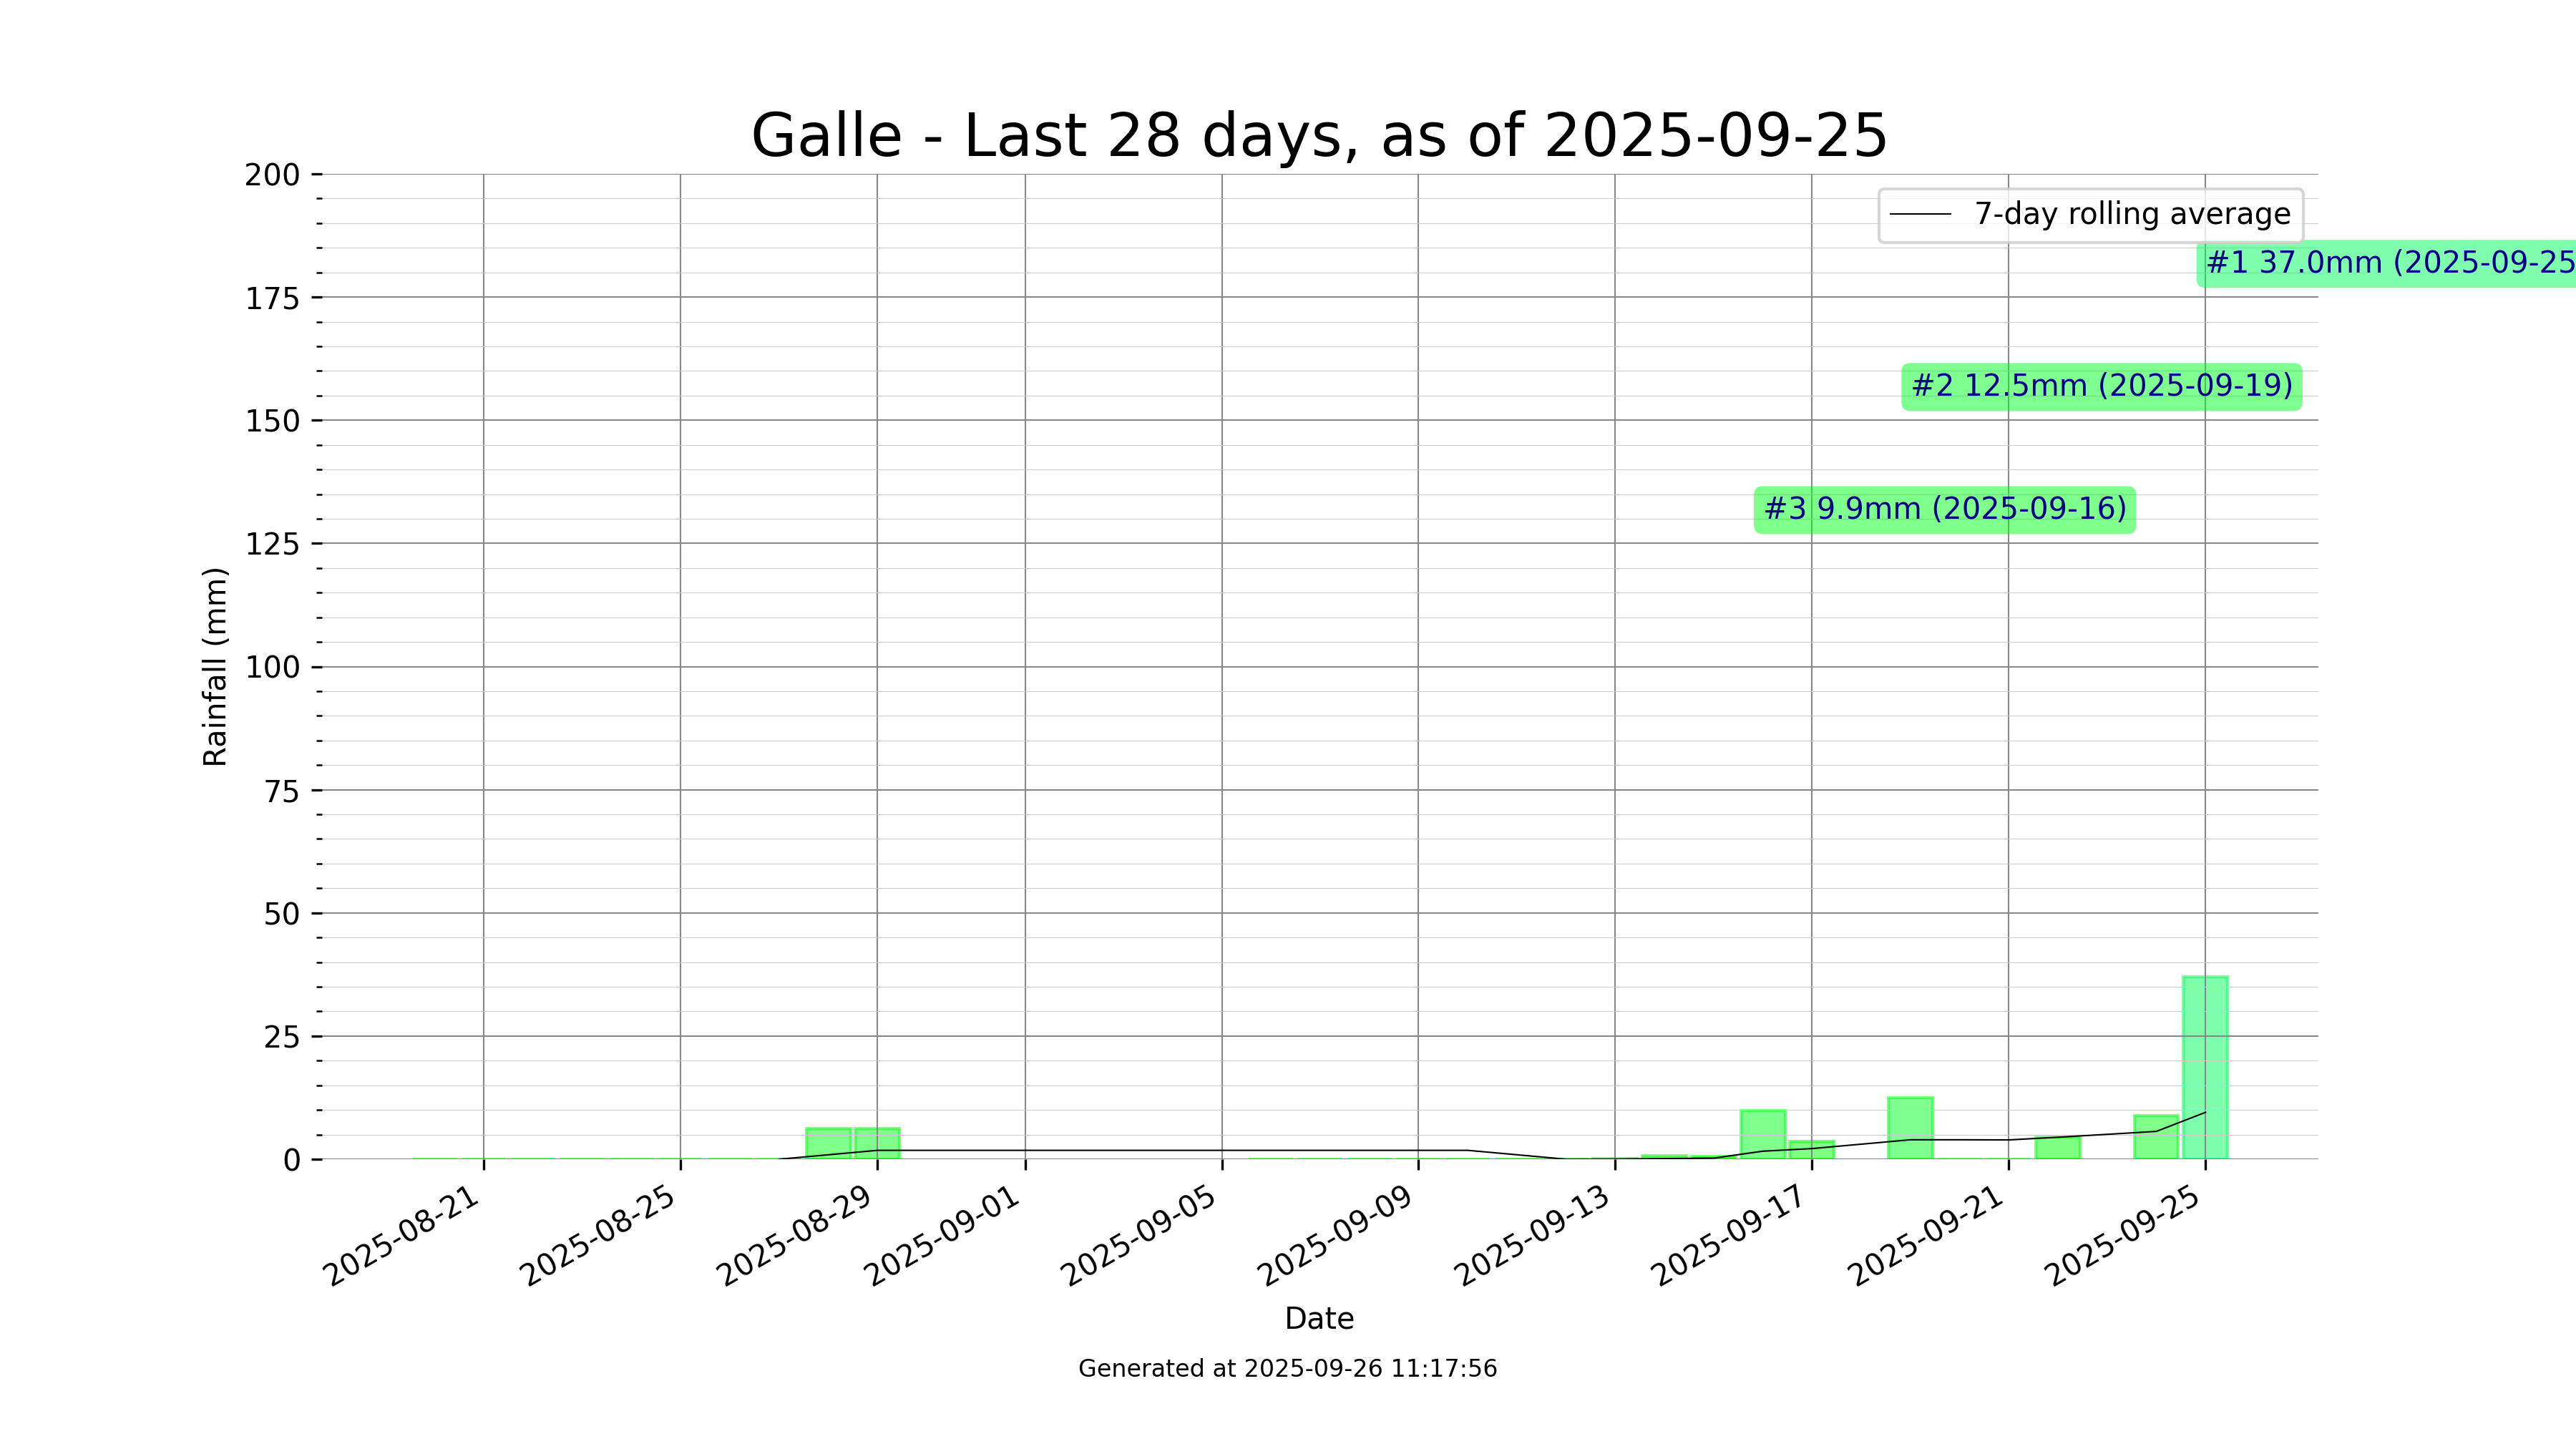 Galle - Last 28 days, as of 2025-09-25
200
175
150
125
100
75
50
25
0
Rainfall (mm)
7-day rolling average
#1 37.0mm (2025-09-25
#2 12.5mm (2025-09-19)
#3 9.9mm (2025-09-16)
2025-08-21
2025-08-25
2025-08-29
2025-09-01
2025-09-05
2025-09-09
2025-09-13
2025-09-17
2025-09-21
2025-09-25
Date
Generated at 2025-09-26 11:17:56